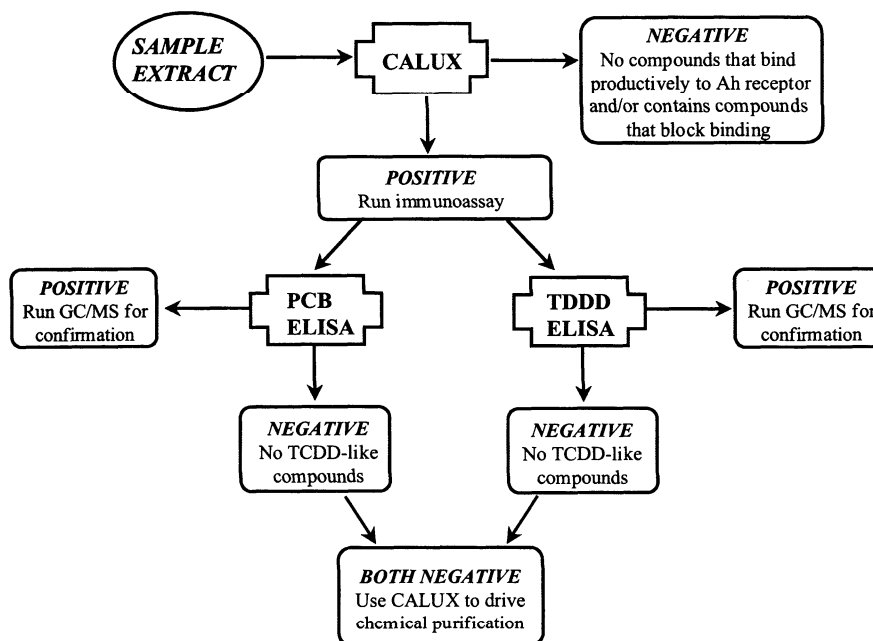 SAMPLE
EXTRACT
CALUX
NEGATIVE
No compounds that bind
productively to Ah receptor
and/or contains compounds
that block binding
POSITIVE
Run immunoassay
POSITIVE
Run GC/MS for
confirmation
PCB
ELISA
TDDD
ELISA
POSITIVE
Run GC/MS for
confirmation
NEGATIVE
No TCDD-like
compounds
NEGATIVE
No TCDD-like
compounds
BOTH NEGATIVE
Use CALUX to drive
chemical purification